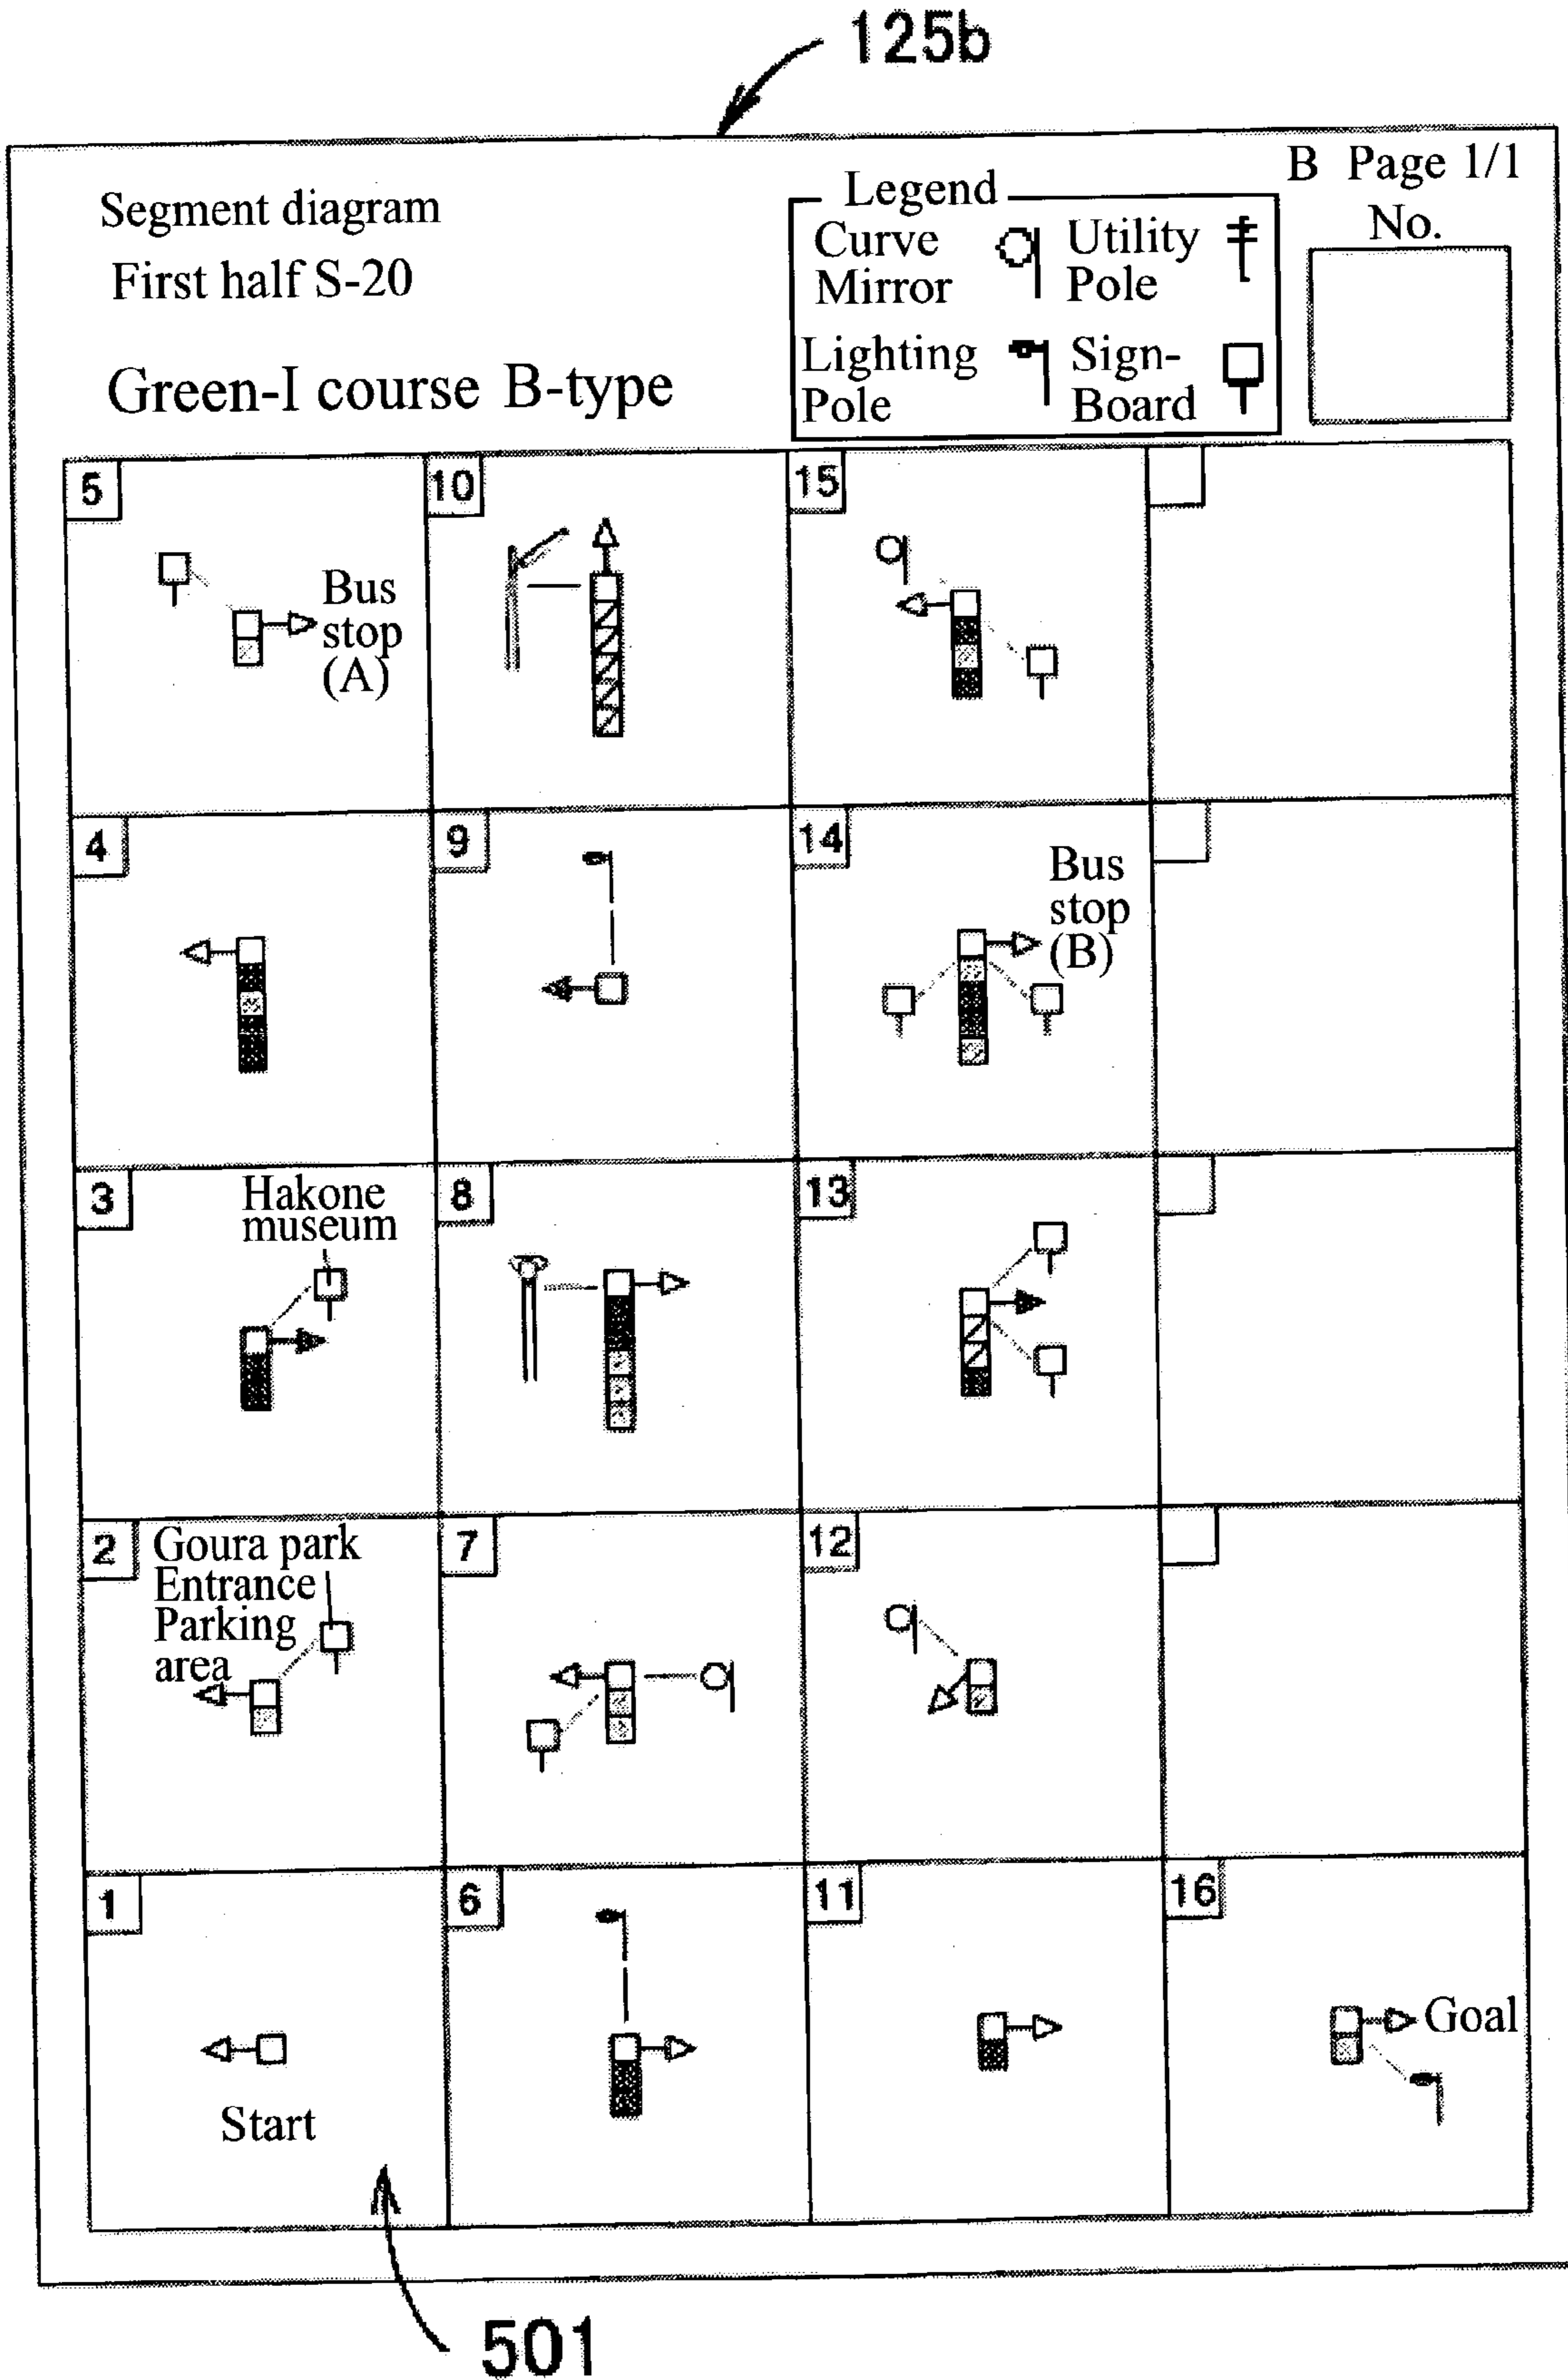 125b
B Page 1/1
No.
Segment diagram
First half S-20
Green-I course B-type
Legend
Curve
Mirror
Utility
Pole
Lighting
Pole
Sign-
Board
5
Bus
stop
(A)
10
15
4
9
14
Bus
stop
(B)
3
Hakone
museum
8
13
2
Goura park
Entrance
Parking
area
7
12
1
Start
6
11
16
Goal
501